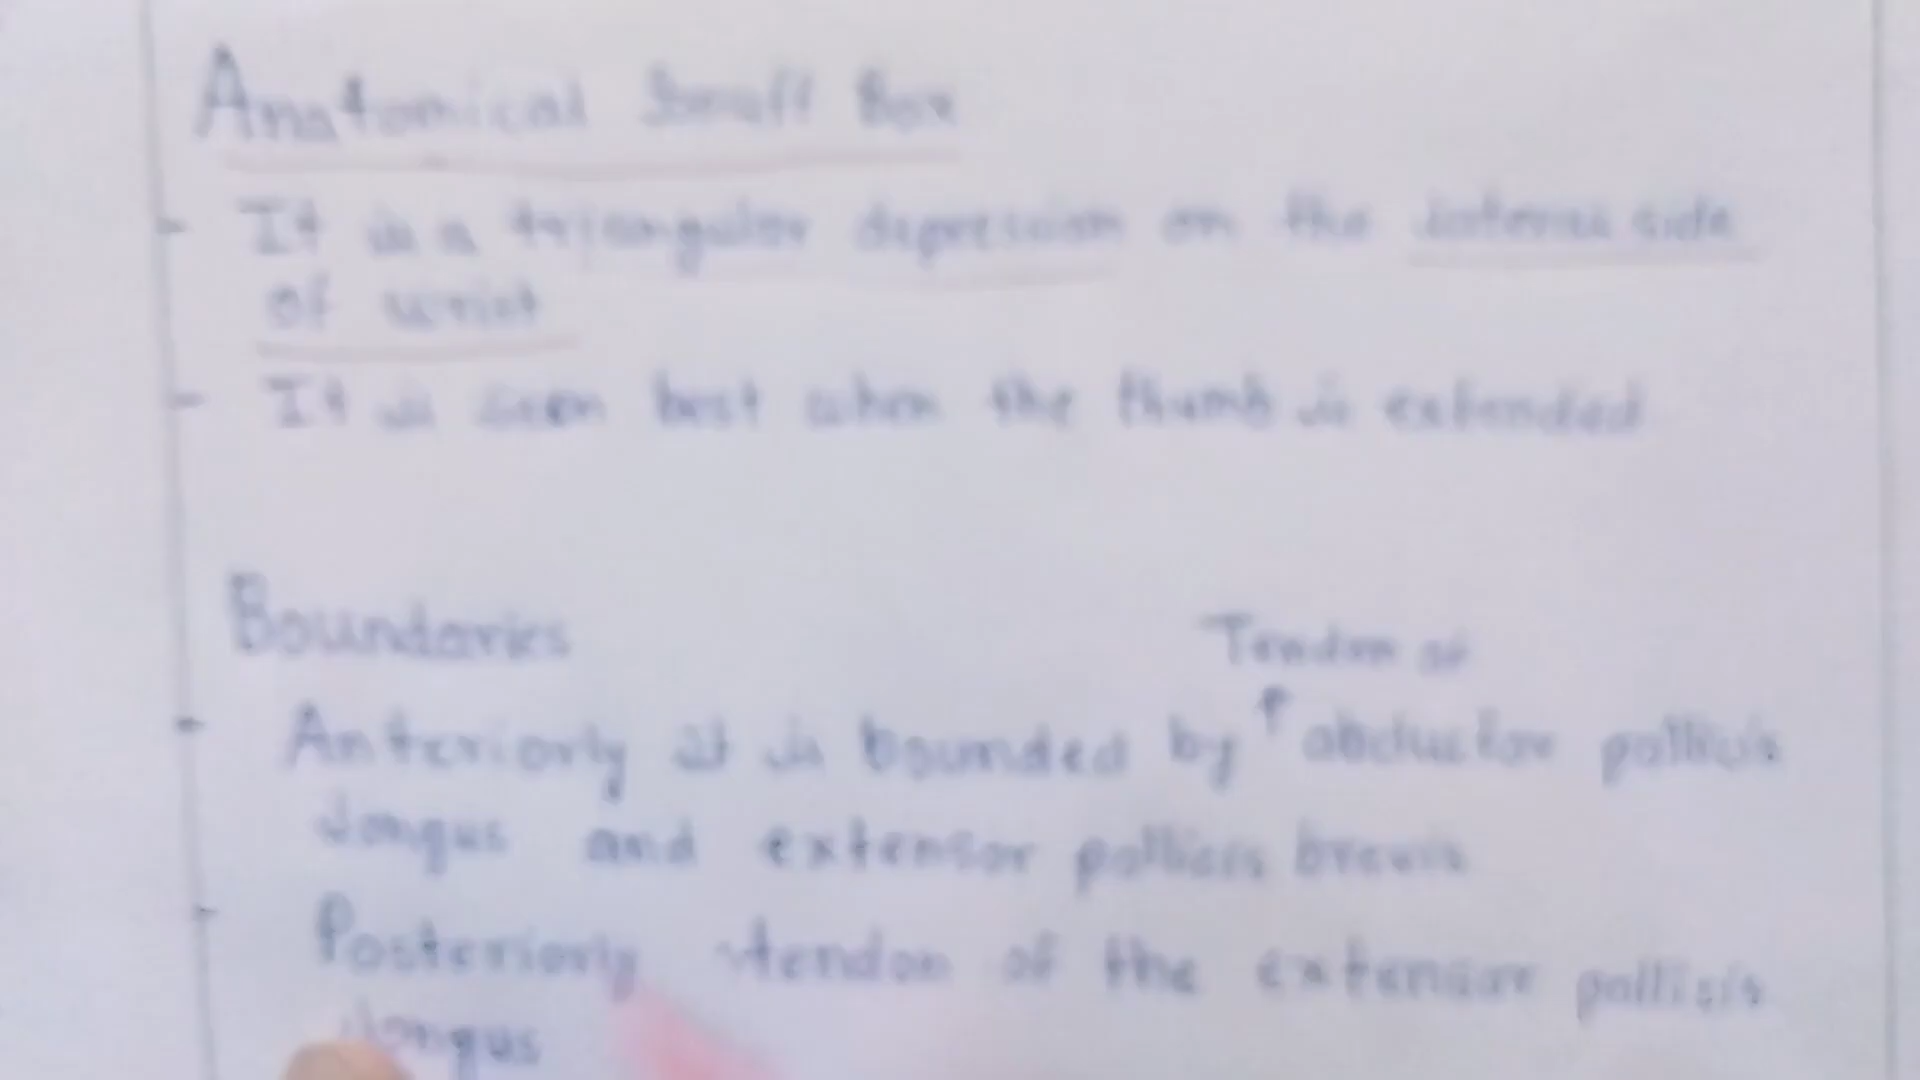 Anatomical Snuff Box
- It is a triangular depression on the lateral side
of wrist
- It is seen best when the thumb is extended
Boundaries
Tendon of
- Anteriorly it is bounded by ↑ abductor pollicis
longus and extensor pollicis brevis
- Posteriorly - tendon of the extensor pollicis
longus